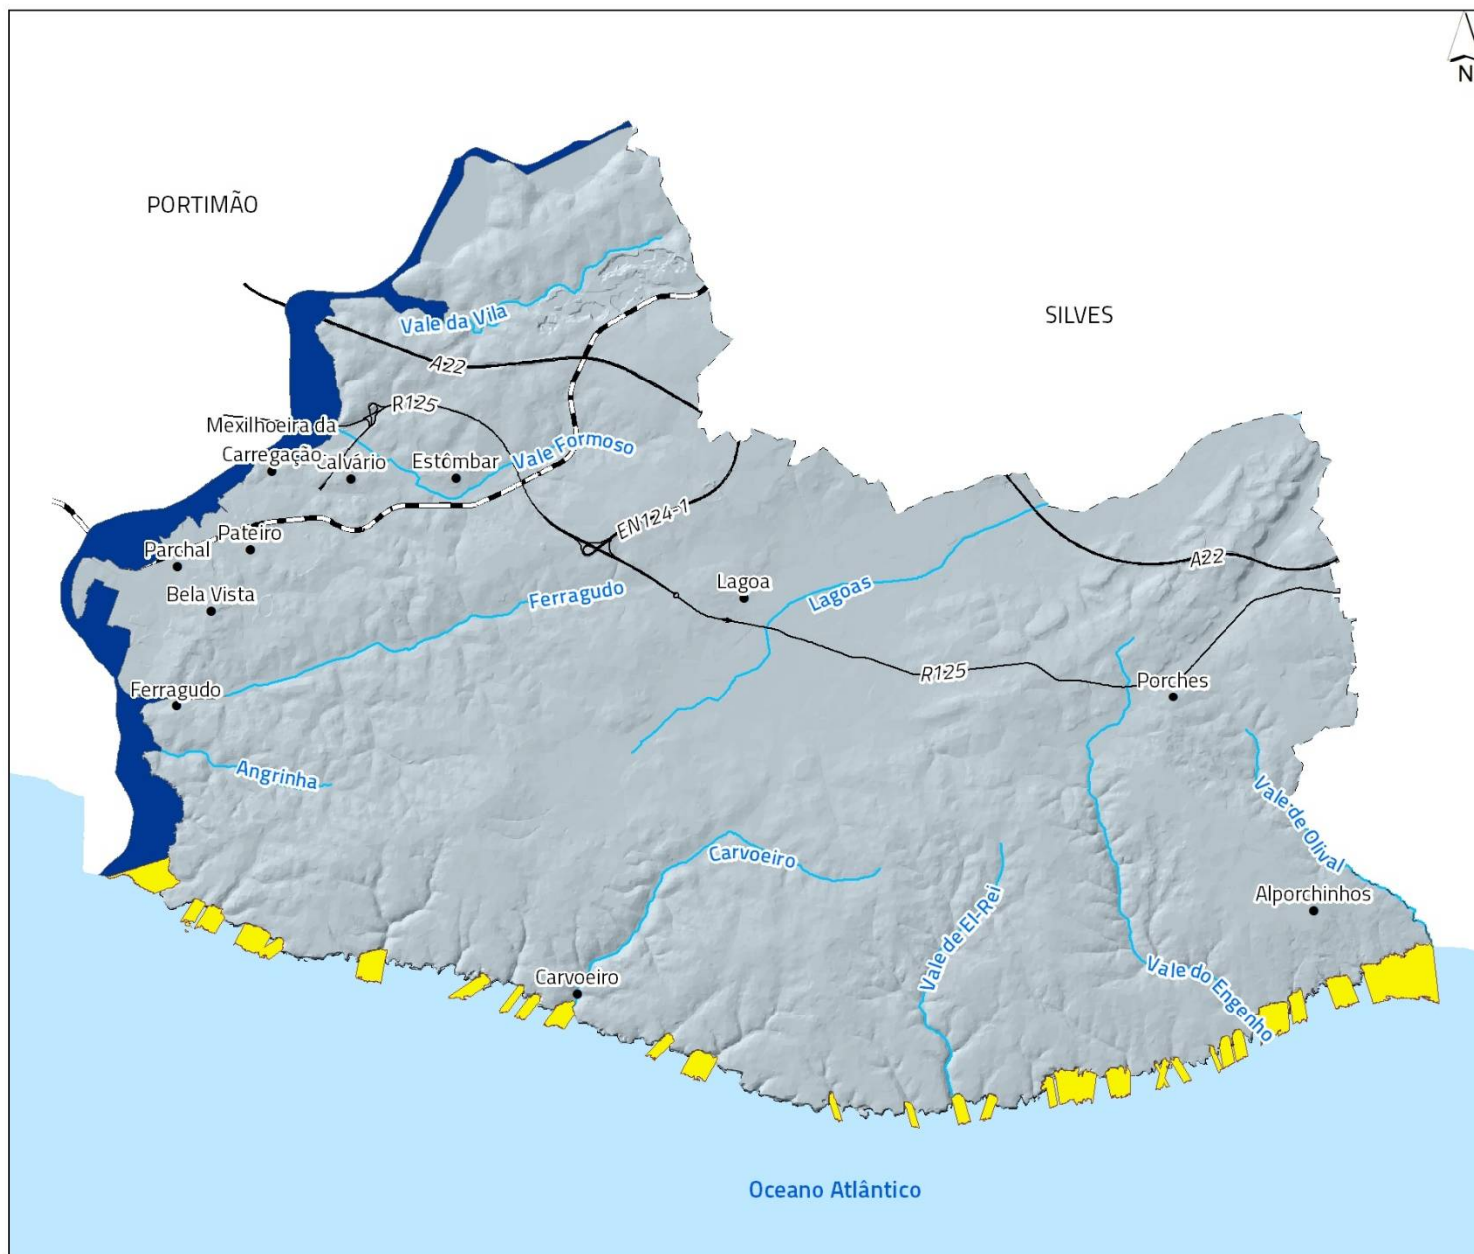 N
PORTIMÃO
SILVES
Vale da Vila
A22
R125
Mexilhoeira da
Carregação
Calvário
Estômbar
Vale Formoso
EN124-1
Pateiro
Parchal
Bela Vista
Ferragudo
Lagoa
Lagoas
A22
R125
Porches
Ferragudo
Angrinha
Vale de Olival
Carvoeiro
Alporchinhos
Vale de El-Rei
Carvoeiro
Vale do Engenho
Oceano Atlântico